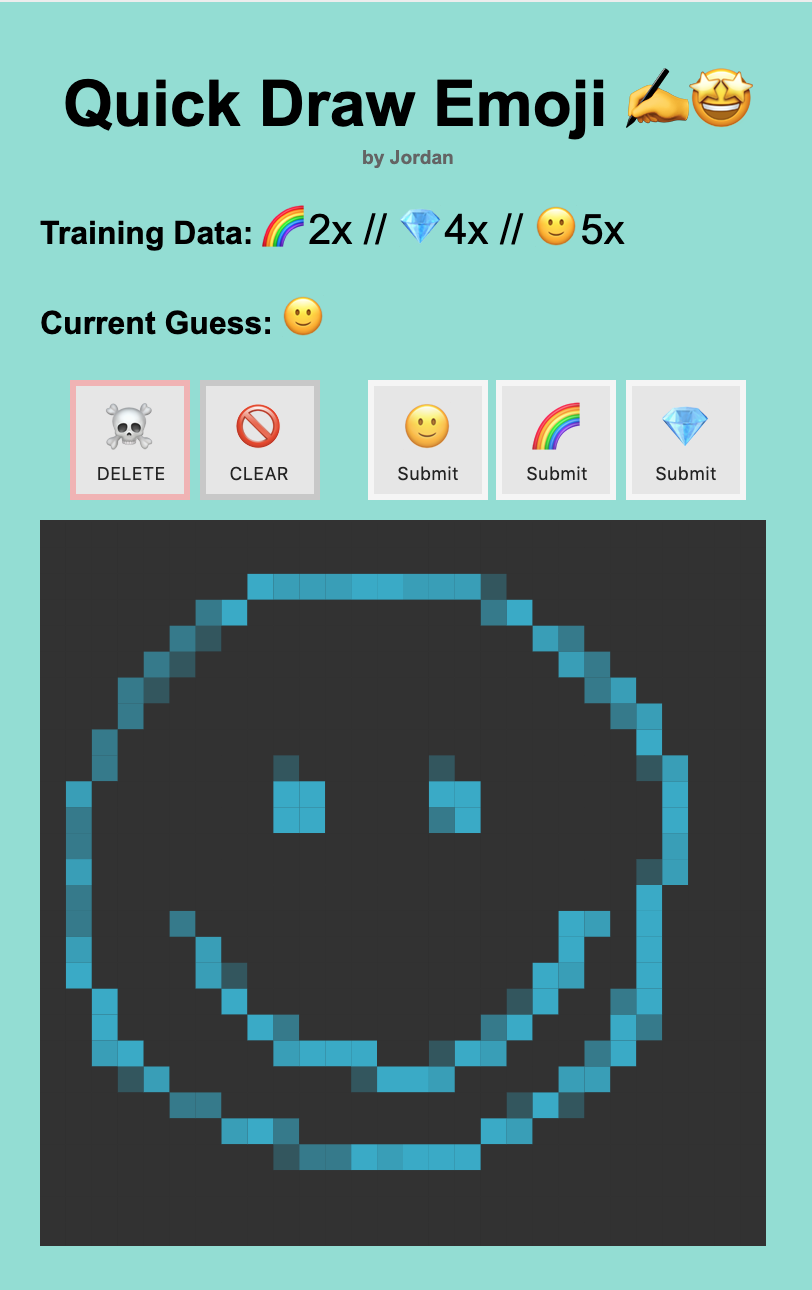 Quick Draw Emoji ✍️🤩
by Jordan
Training Data: 🌈2x // 💎4x // 🙂5x
Current Guess: 🙂
DELETE CLEAR Submit Submit Submit